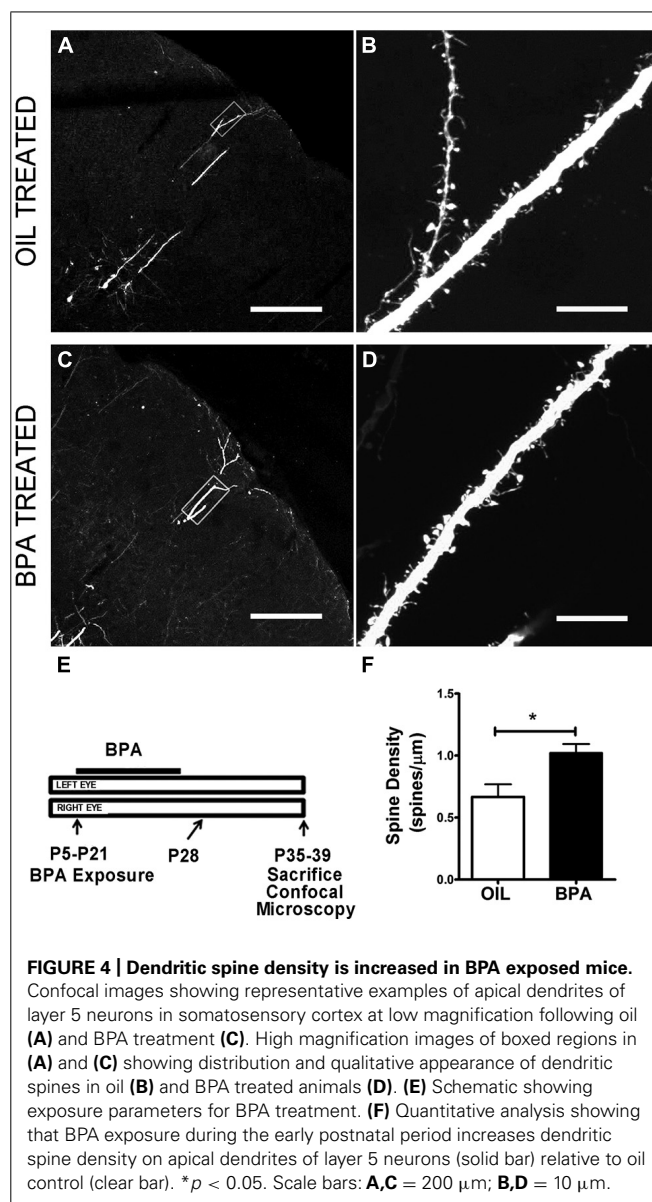 A
B
OIL TREATED
C
D
BPA TREATED
E
F
BPA
LEFT EYE
RIGHT EYE
P5-P21
BPA Exposure
P28
P35-39
Sacrifice
Confocal
Microscopy
Spine Density
(spines/μm)
1.5
1.0
0.5
0.0
*
OIL
BPA
FIGURE 4 | Dendritic spine density is increased in BPA exposed mice.
Confocal images showing representative examples of apical dendrites of
layer 5 neurons in somatosensory cortex at low magnification following oil
(A) and BPA treatment (C). High magnification images of boxed regions in
(A) and (C) showing distribution and qualitative appearance of dendritic
spines in oil (B) and BPA treated animals (D). (E) Schematic showing
exposure parameters for BPA treatment. (F) Quantitative analysis showing
that BPA exposure during the early postnatal period increases dendritic
spine density on apical dendrites of layer 5 neurons (solid bar) relative to oil
control (clear bar). *p < 0.05. Scale bars: A,C = 200 μm; B,D = 10 μm.